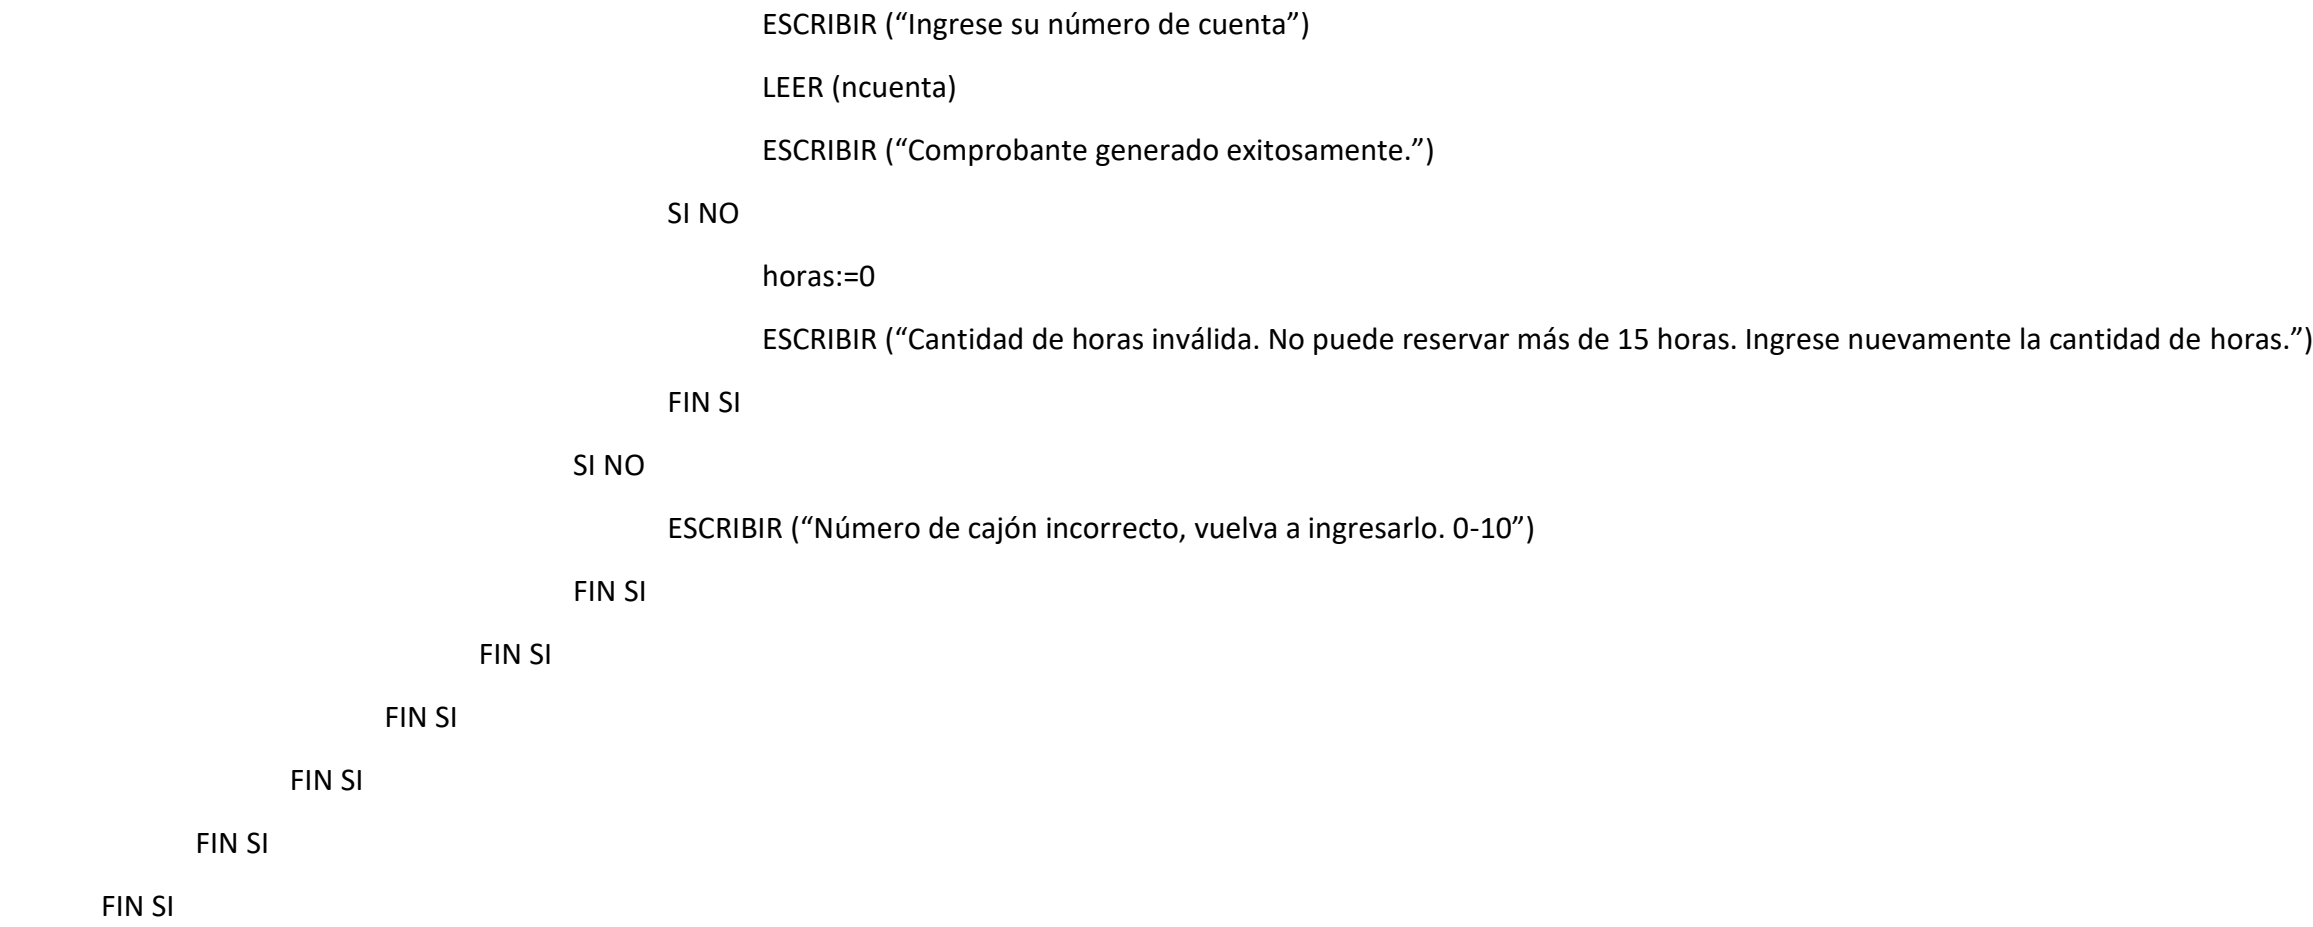 ESCRIBIR (“Ingrese su número de cuenta”)
LEER (ncuenta)
ESCRIBIR (“Comprobante generado exitosamente.”)
SI NO
horas:=0
ESCRIBIR (“Cantidad de horas inválida. No puede reservar más de 15 horas. Ingrese nuevamente la cantidad de horas.”)
FIN SI
SI NO
ESCRIBIR (“Número de cajón incorrecto, vuelva a ingresarlo. 0-10”)
FIN SI
FIN SI
FIN SI
FIN SI
FIN SI
FIN SI